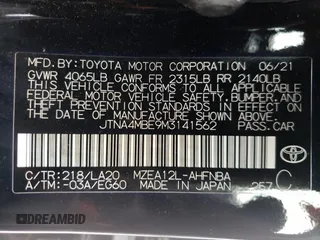 MFD. BY: TOYOTA MOTOR CORPORATION 06/21
GVWR 4065LB GAWR FR 2315LB RR 2140LB
THIS VEHICLE CONFORMS TO ALL APPLICABLE
FEDERAL MOTOR VEHICLE SAFETY, BUMPER, AND
THEFT PREVENTION STANDARDS IN EFFECT ON
THE DATE OF MANUFACTURE SHOWN ABOVE.
JTNA4MBE9M3141562 PASS. CAR
C/TR:218/LA20 MZEA12L-AHFNBA
A/TM:-03A/EG60 MADE IN JAPAN 257 C
TOYOTA
DREAMBID